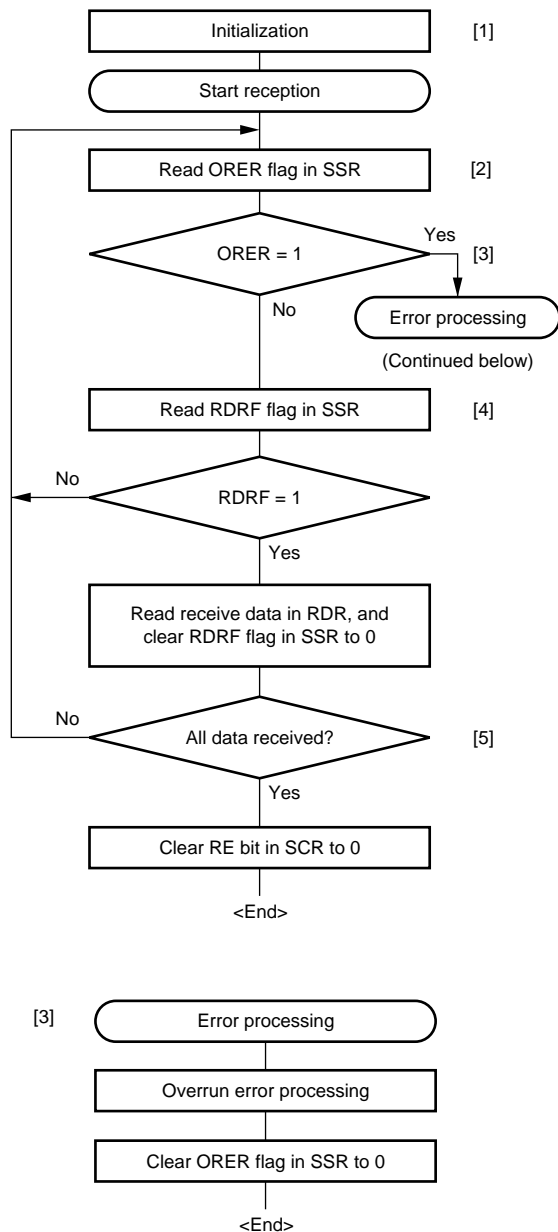 Initialization
[1]
Start reception
Read ORER flag in SSR
[2]
Yes
ORER = 1
[3]
No
Error processing
(Continued below)
Read RDRF flag in SSR
[4]
No
RDRF = 1
Yes
Read receive data in RDR, and
clear RDRF flag in SSR to 0
No
All data received?
[5]
Yes
Clear RE bit in SCR to 0
<End>
[3]
Error processing
Overrun error processing
Clear ORER flag in SSR to 0
<End>